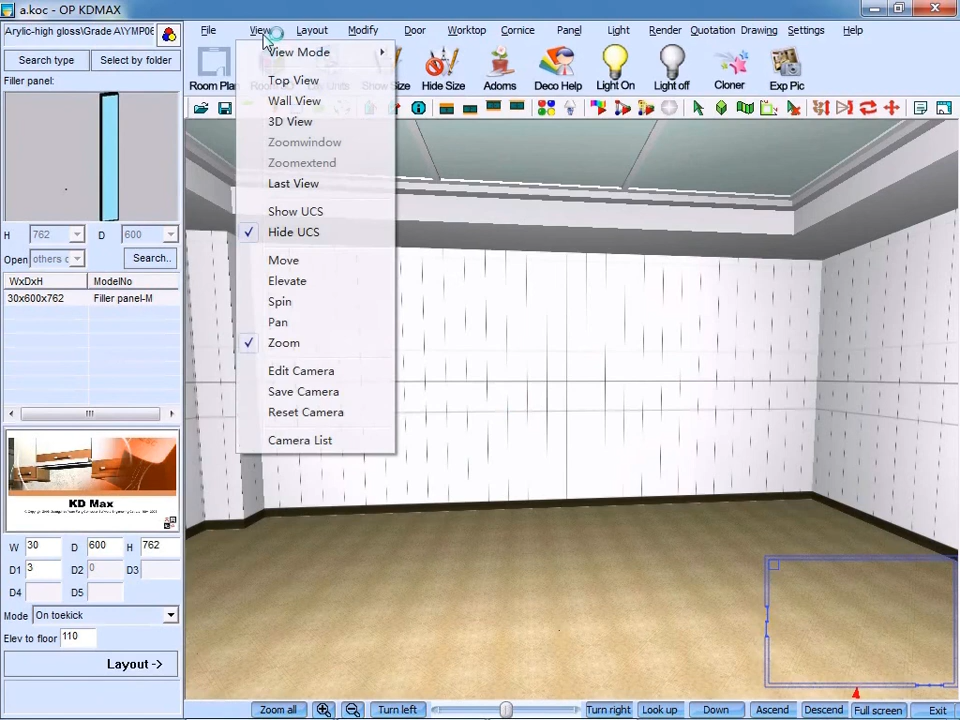 a.koc - OP KDMAX
Arylic-high gloss\Grade A\YMP06
File View Layout Modify Door Worktop Cornice Panel Light Render Quotation Drawing Settings Help
Search type Select by folder
Room Plan Show Size Hide Size Adoms Deco Help Light On Light off Cloner Exp Pic
Filler panel:
View Mode
Top View
Wall View
3D View
Zoomwindow
Zoomextend
Last View
Show UCS
Hide UCS
Move
Elevate
Spin
Pan
Zoom
Edit Camera
Save Camera
Reset Camera
Camera List
H 762 D 600
Open others c Search..
WxDxH ModelNo
30x600x762 Filler panel-M
KD Max
W 30 D 600 H 762
D1 3 D2 0 D3
D4 D5
Mode On toekick
Elev to floor 110
Layout ->
Zoom all Turn left Turn right Look up Down Ascend Descend Full screen Exit